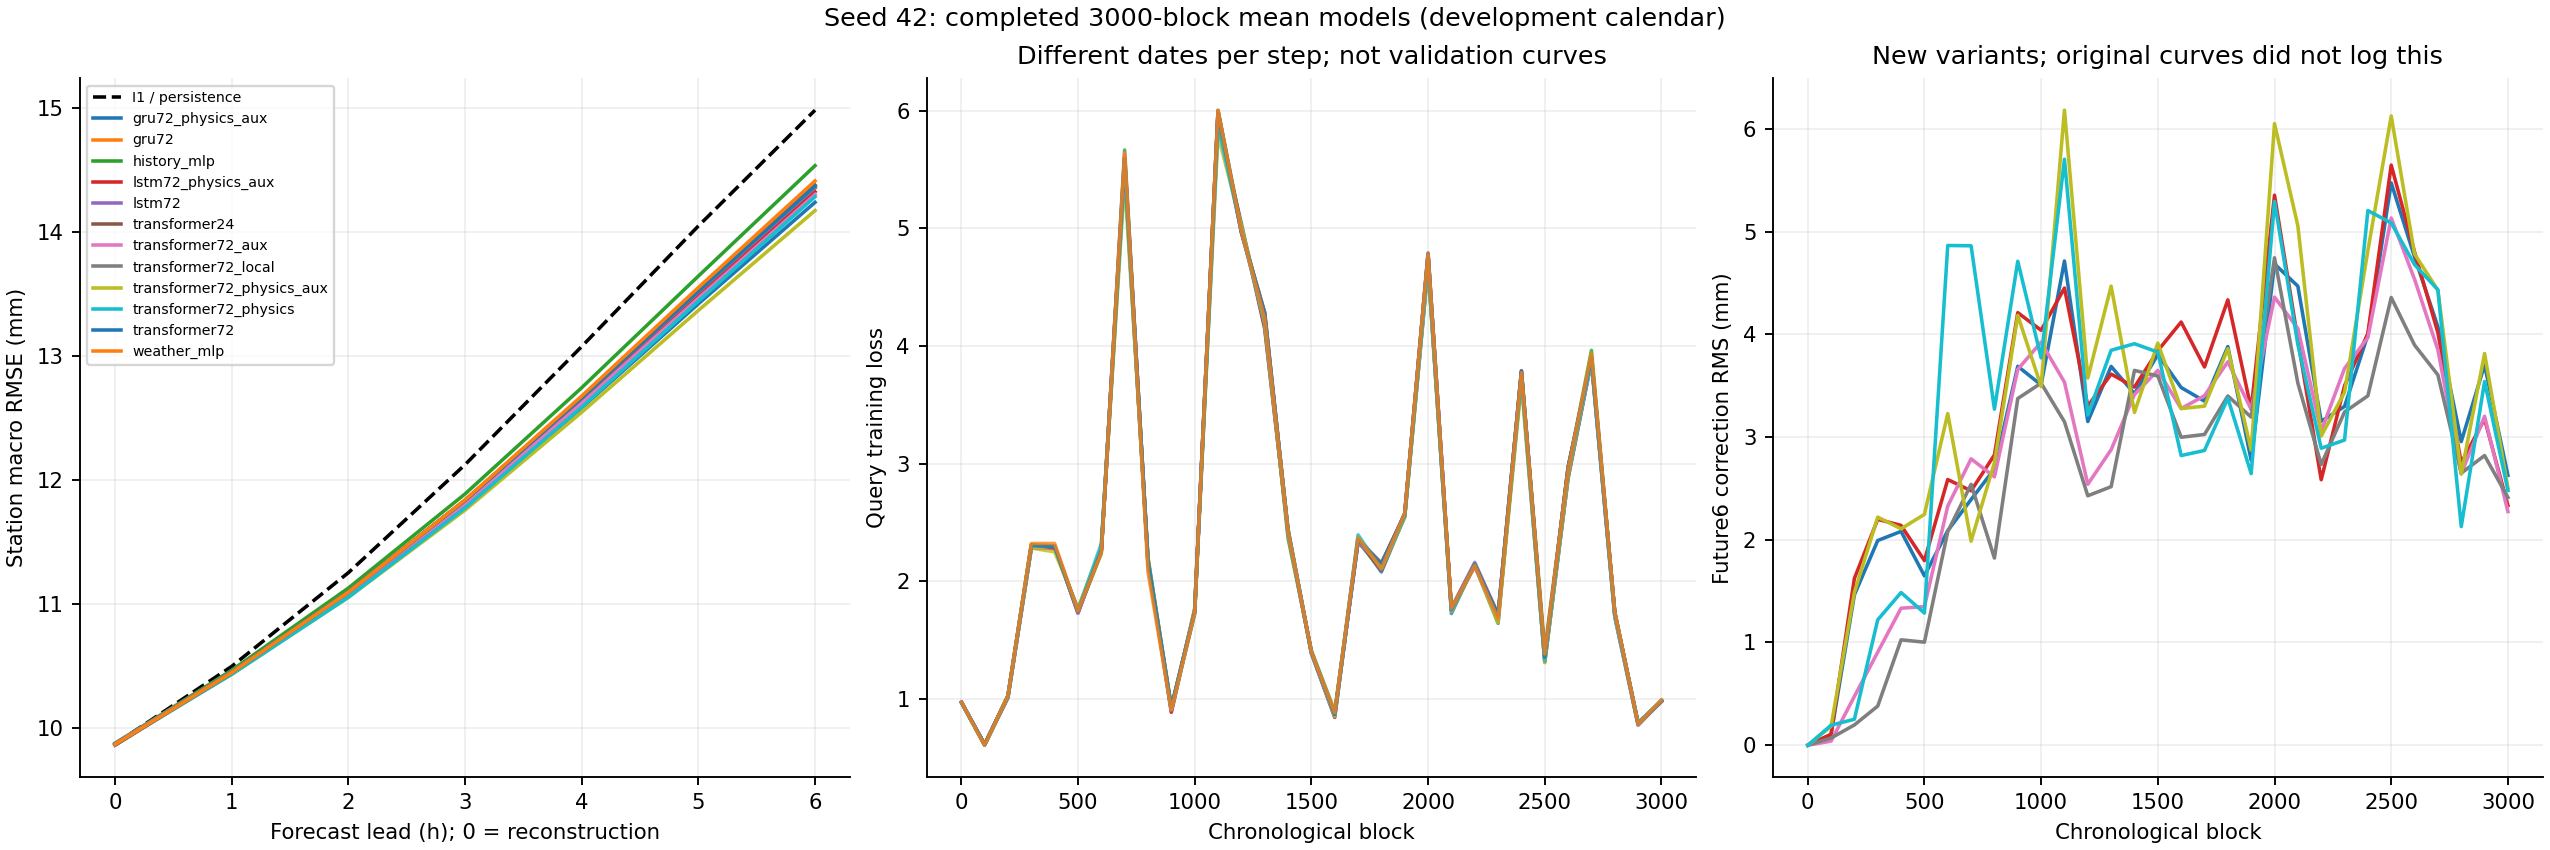 Seed 42: completed 3000-block mean models (development calendar)
Station macro RMSE (mm)
15
14
13
12
11
10
I1 / persistence
gru72_physics_aux
gru72
history_mlp
lstm72_physics_aux
lstm72
transformer24
transformer72_aux
transformer72_local
transformer72_physics_aux
transformer72_physics
transformer72
weather_mlp
0 1 2 3 4 5 6
Forecast lead (h); 0 = reconstruction
Different dates per step; not validation curves
Query training loss
6
5
4
3
2
1
0 500 1000 1500 2000 2500 3000
Chronological block
New variants; original curves did not log this
Future6 correction RMS (mm)
6
5
4
3
2
1
0
0 500 1000 1500 2000 2500 3000
Chronological block